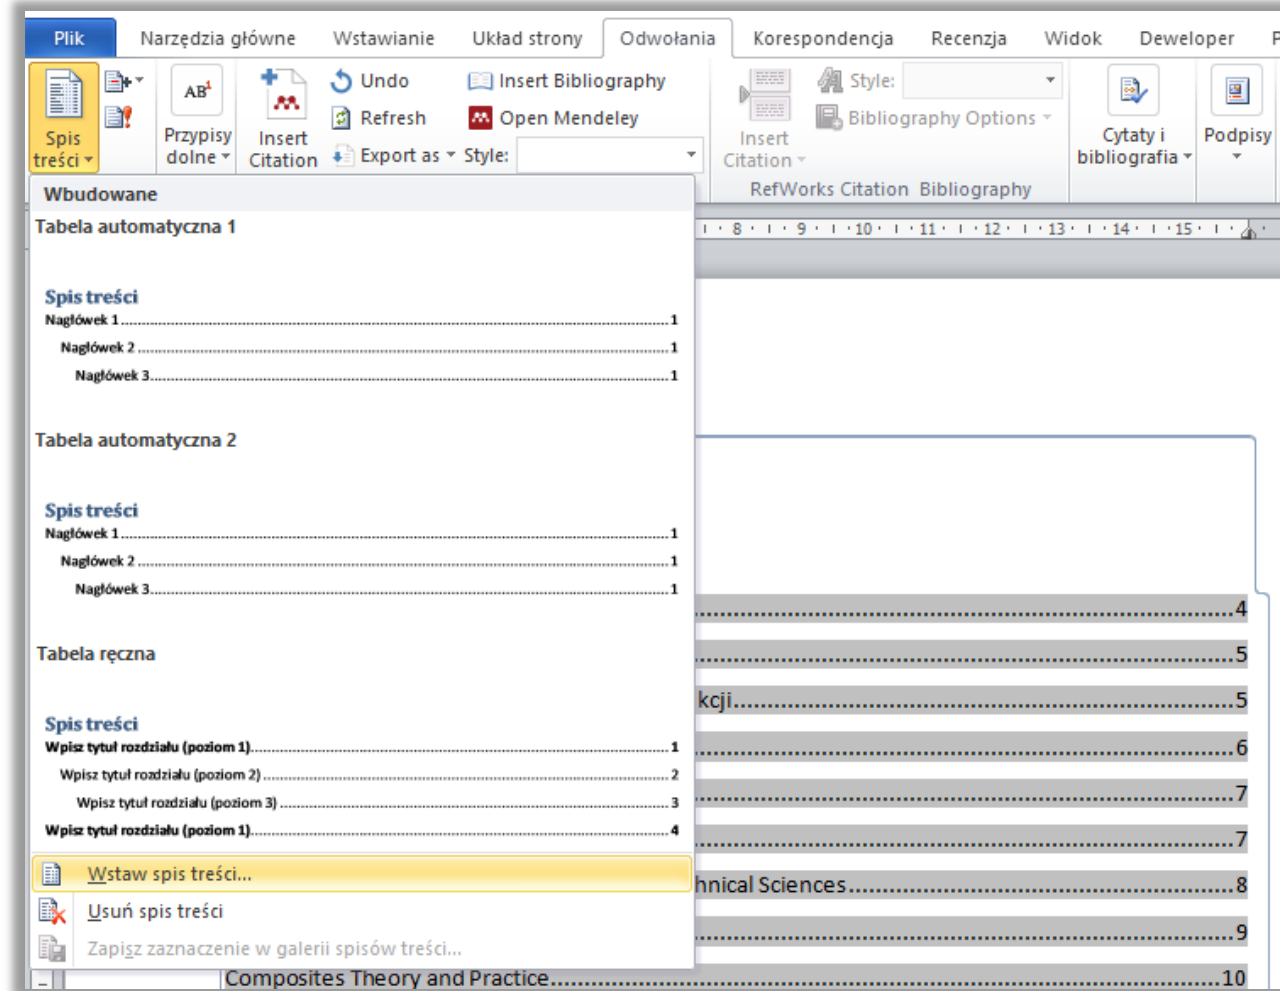 Plik Narzędzia główne Wstawianie Układ strony Odwołania Korespondencja Recenzja Widok Deweloper P
Spis treści
AB1 Przypisy dolne
Insert Citation
Undo
Refresh
Export as
Insert Bibliography
Open Mendeley
Style:
Insert Citation
Style:
Bibliography Options
RefWorks Citation Bibliography
Cytaty i bibliografia
Podpisy
8 9 10 11 12 13 14 15
Wbudowane
Tabela automatyczna 1
Spis treści
Nagłówek 1...1
Nagłówek 2...1
Nagłówek 3...1
Tabela automatyczna 2
Spis treści
Nagłówek 1...1
Nagłówek 2...1
Nagłówek 3...1
Tabela ręczna
Spis treści
Wpisz tytuł rozdziału (poziom 1)...1
Wpisz tytuł rozdziału (poziom 2)...2
Wpisz tytuł rozdziału (poziom 3)...3
Wpisz tytuł rozdziału (poziom 1)...4
Wstaw spis treści...
Usuń spis treści
Zapisz zaznaczenie w galerii spisów treści...
...4
...5
kcji...5
...6
...7
...7
hnical Sciences...8
...9
Composites Theory and Practice...10